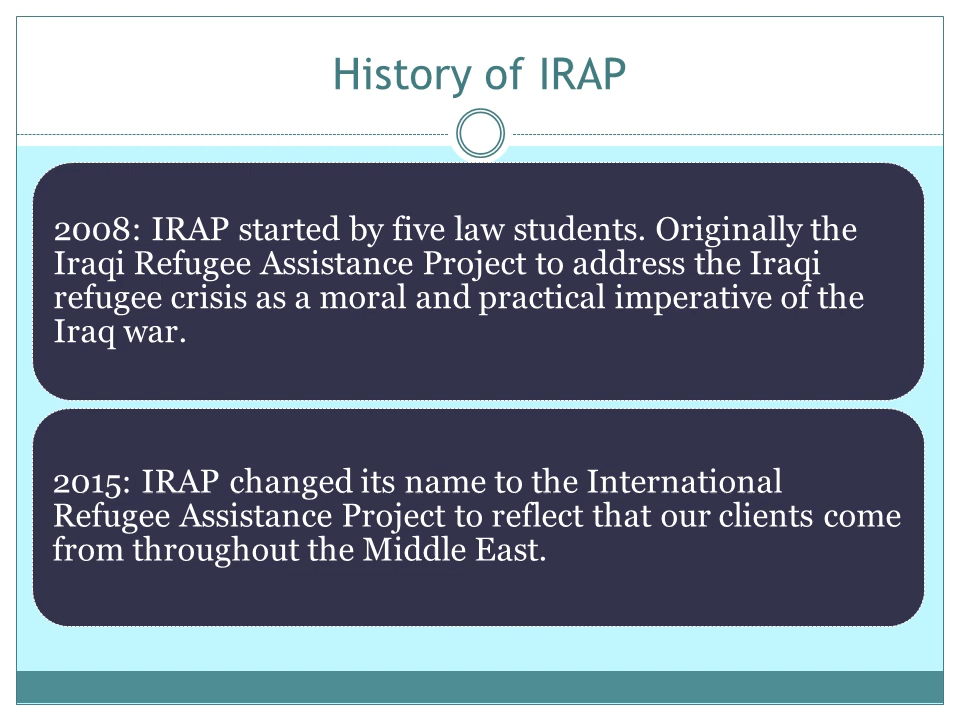 History of IRAP
2008: IRAP started by five law students. Originally the
Iraqi Refugee Assistance Project to address the Iraqi
refugee crisis as a moral and practical imperative of the
Iraq war.
2015: IRAP changed its name to the International
Refugee Assistance Project to reflect that our clients come
from throughout the Middle East.